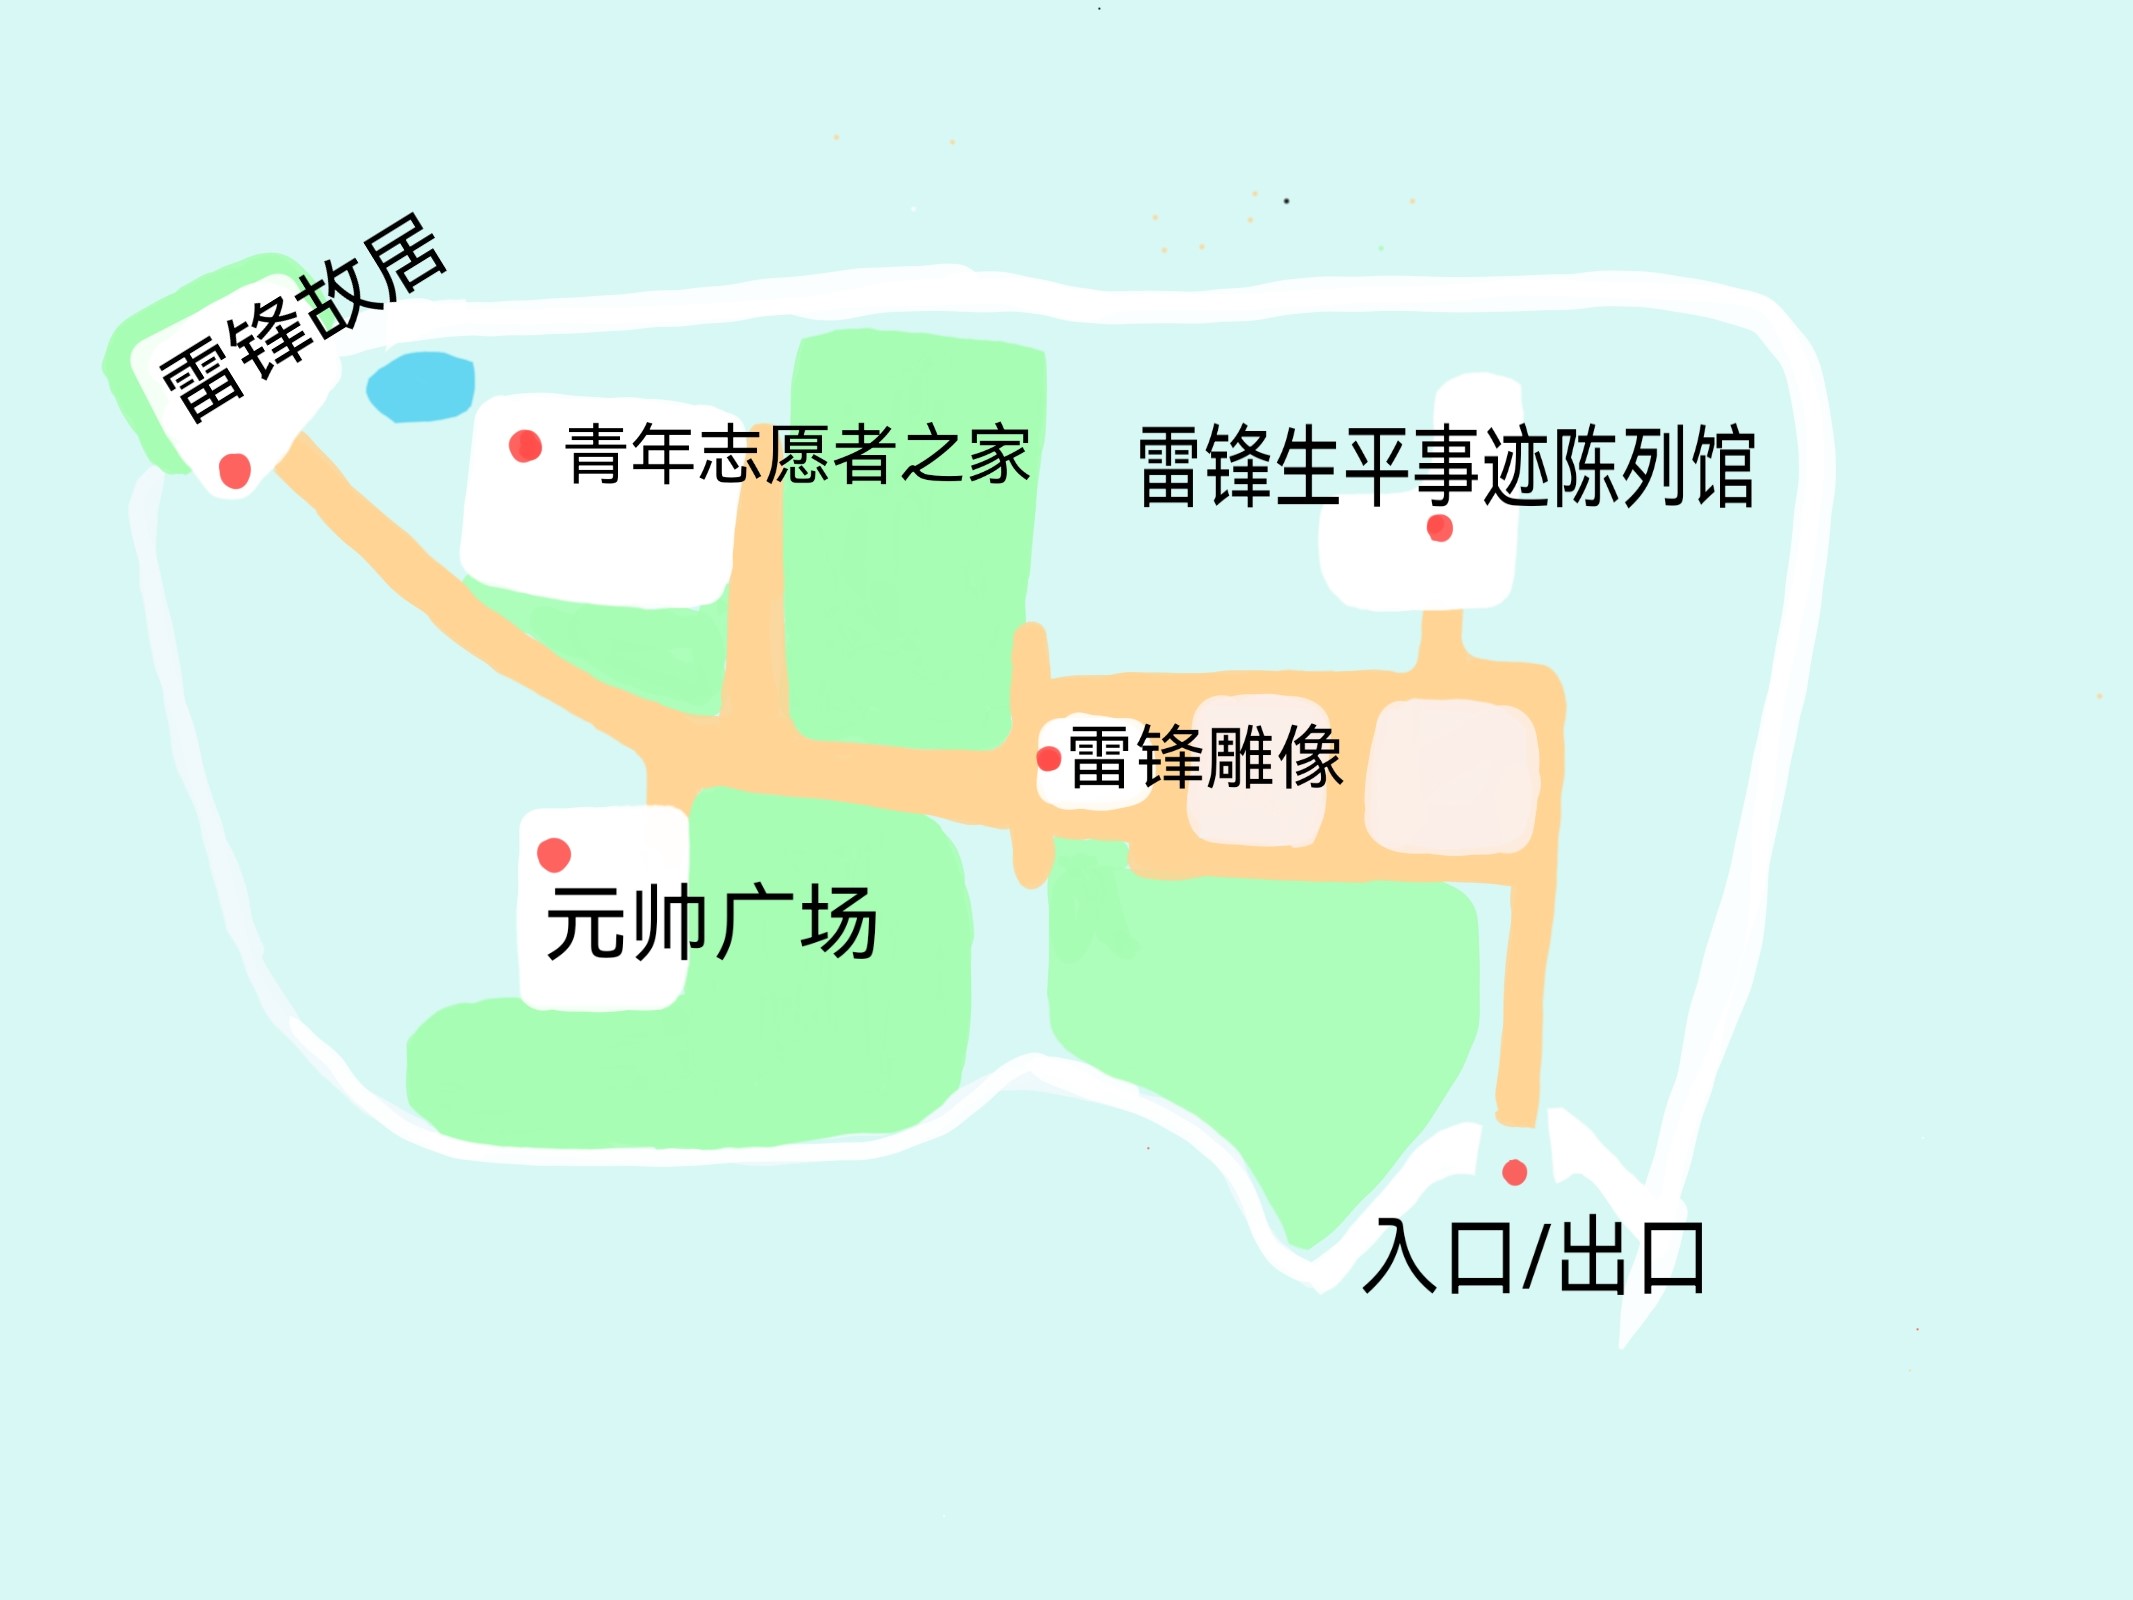 雷锋故居
青年志愿者之家
雷锋生平事迹陈列馆
雷锋雕像
元帅广场
入口/出口